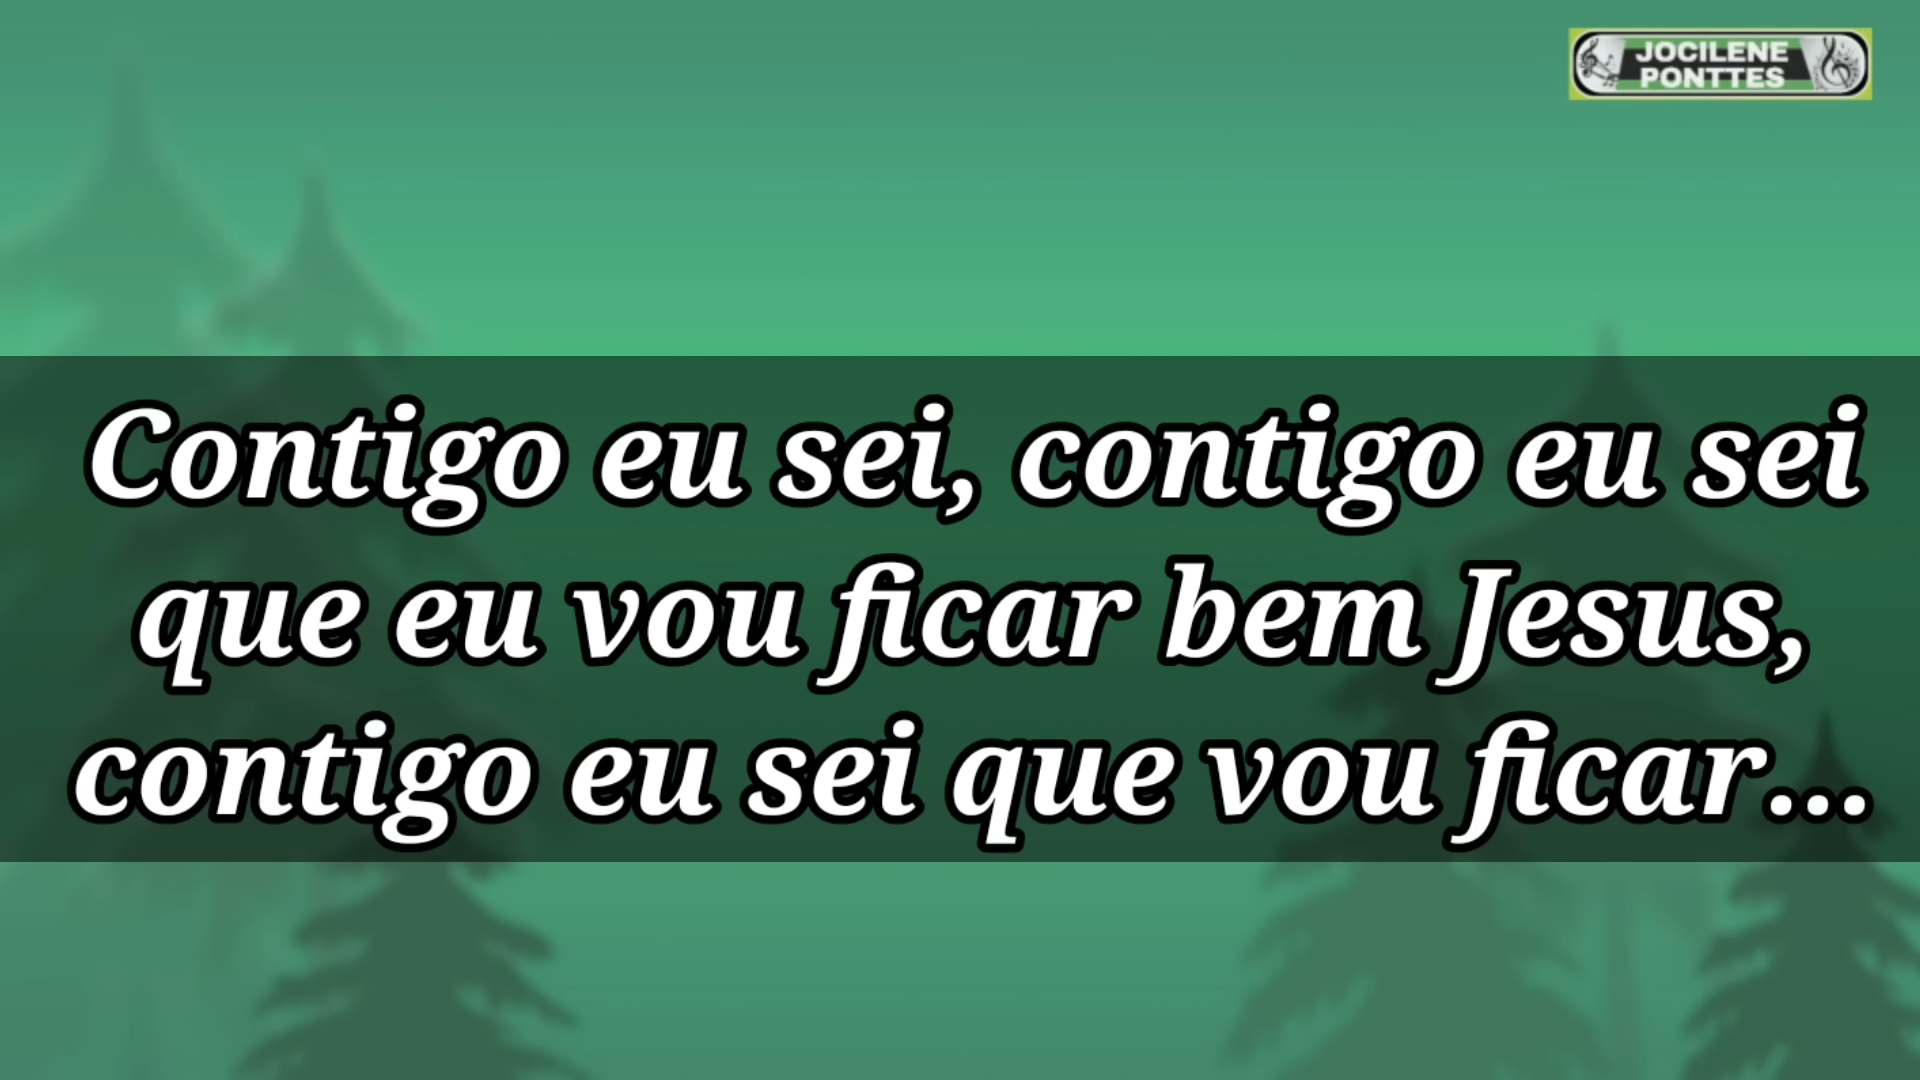 JOCILENE
PONTTES
Contigo eu sei, contigo eu sei
que eu vou ficar bem Jesus,
contigo eu sei que vou ficar...